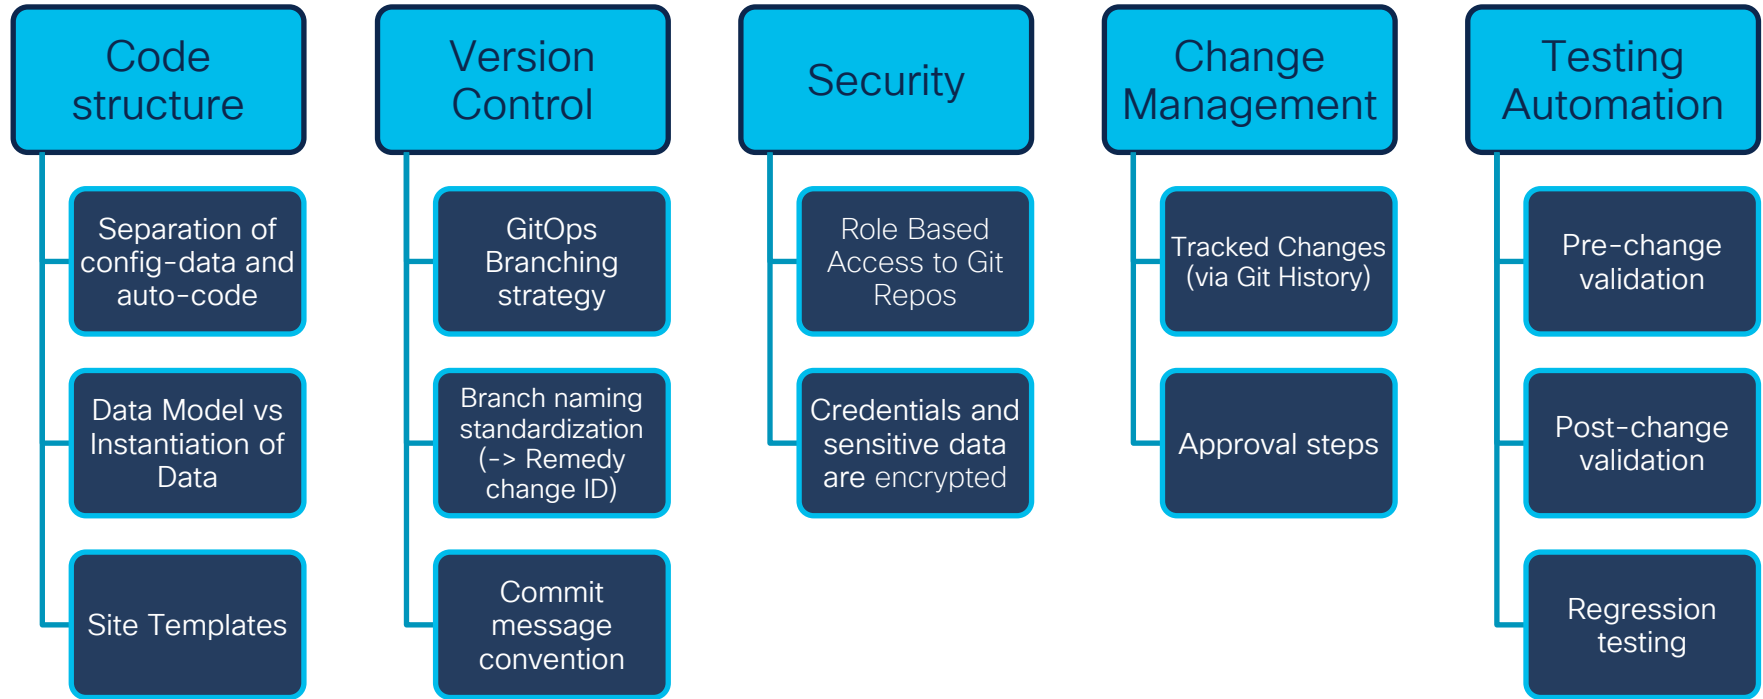 Code
structure
Separation of
config-data and
auto-code
Data Model vs
Instantiation of
Data
Site Templates
Version
Control
GitOps
Branching
strategy
Branch naming
standardization
(-> Remedy
change ID)
Commit
message
convention
Security
Role Based
Access to Git
Repos
Credentials and
sensitive data
are encrypted
Change
Management
Tracked Changes
(via Git History)
Approval steps
Testing
Automation
Pre-change
validation
Post-change
validation
Regression
testing